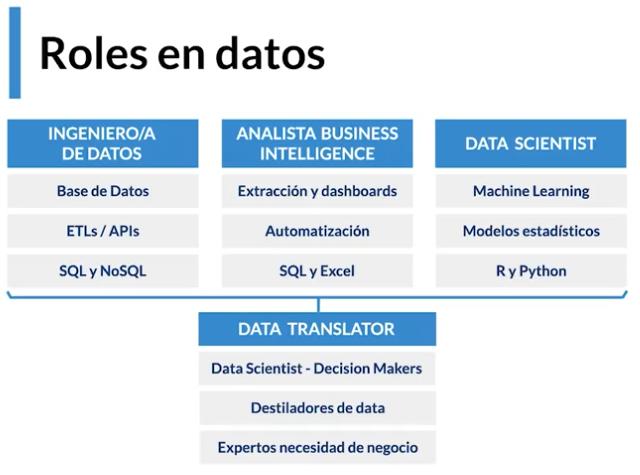 Roles en datos
INGENIERO/A
DE DATOS
Base de Datos
ETLs / APIs
SQL y NoSQL
ANALISTA BUSINESS
INTELLIGENCE
Extracción y dashboards
Automatización
SQL y Excel
DATA SCIENTIST
Machine Learning
Modelos estadísticos
R y Python
DATA TRANSLATOR
Data Scientist - Decision Makers
Destiladores de data
Expertos necesidad de negocio